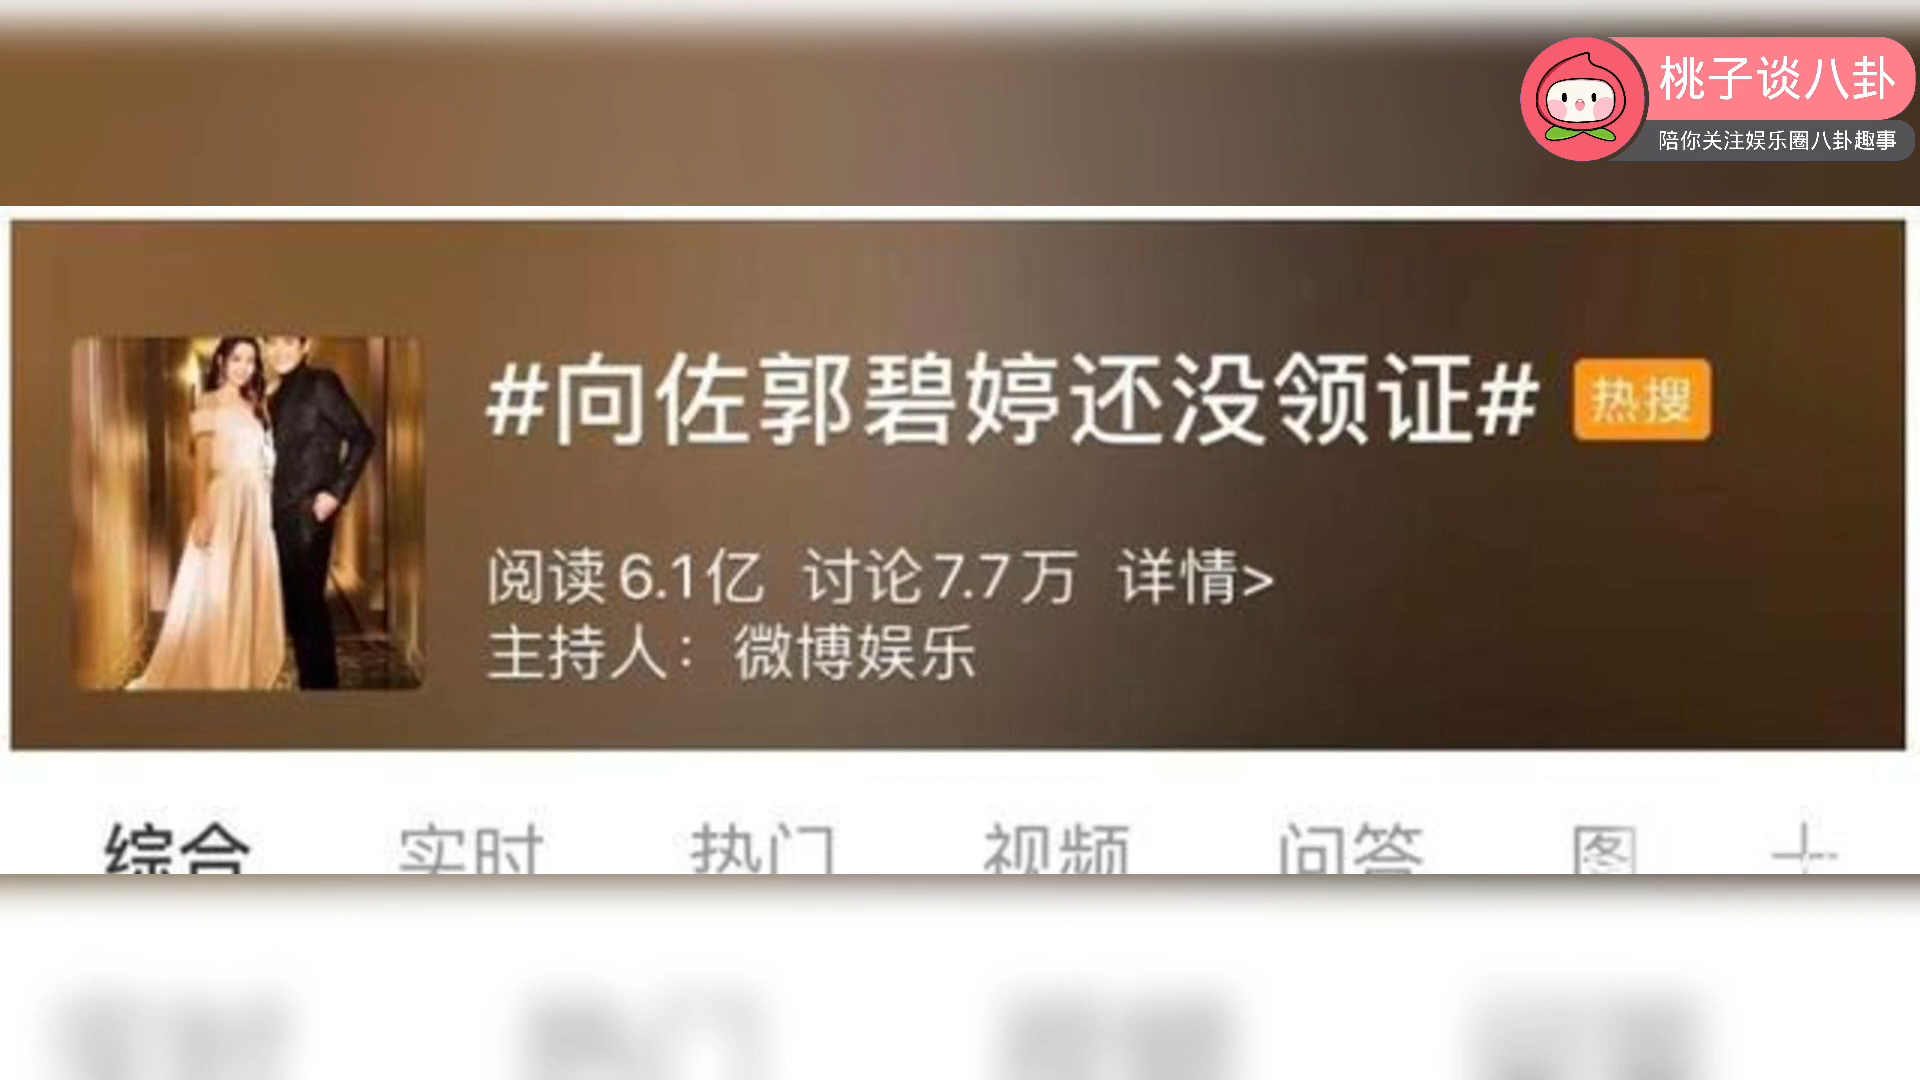 桃子谈八卦
陪你关注娱乐圈八卦趣事
#向佐郭碧婷还没领证# 热搜
阅读6.1亿 讨论7.7万 详情>
主持人：微博娱乐
综合 实时 热门 视频 问答 图